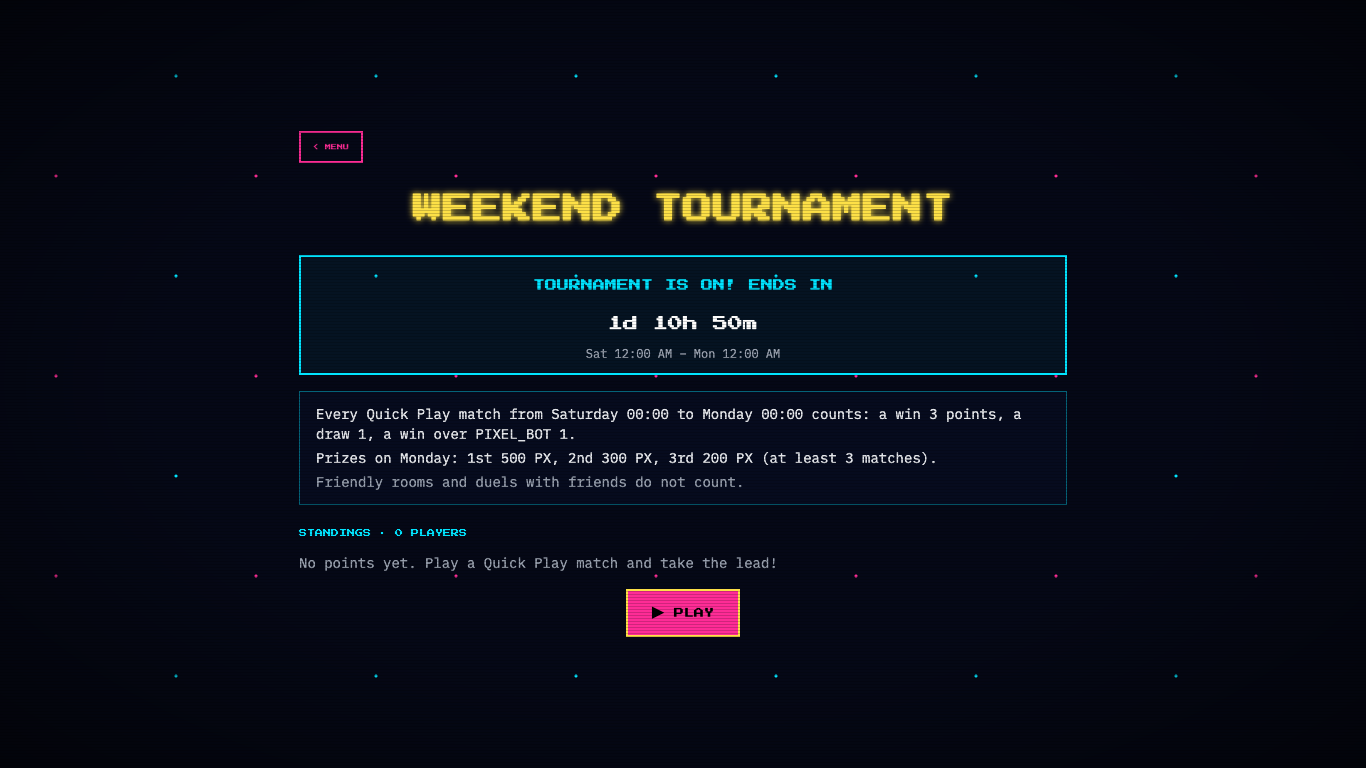 < MENU
WEEKEND TOURNAMENT
TOURNAMENT IS ON! ENDS IN
1d 10h 50m
Sat 12:00 AM – Mon 12:00 AM
Every Quick Play match from Saturday 00:00 to Monday 00:00 counts: a win 3 points, a
draw 1, a win over PIXEL_BOT 1.
Prizes on Monday: 1st 500 PX, 2nd 300 PX, 3rd 200 PX (at least 3 matches).
Friendly rooms and duels with friends do not count.
STANDINGS · 0 PLAYERS
No points yet. Play a Quick Play match and take the lead!
▶ PLAY